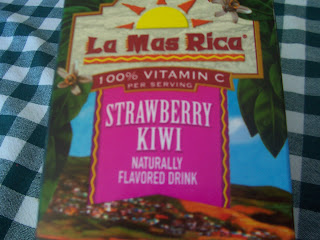 La Mas Rica®
100% VITAMIN C
PER SERVING
STRAWBERRY
KIWI
NATURALLY
FLAVORED DRINK